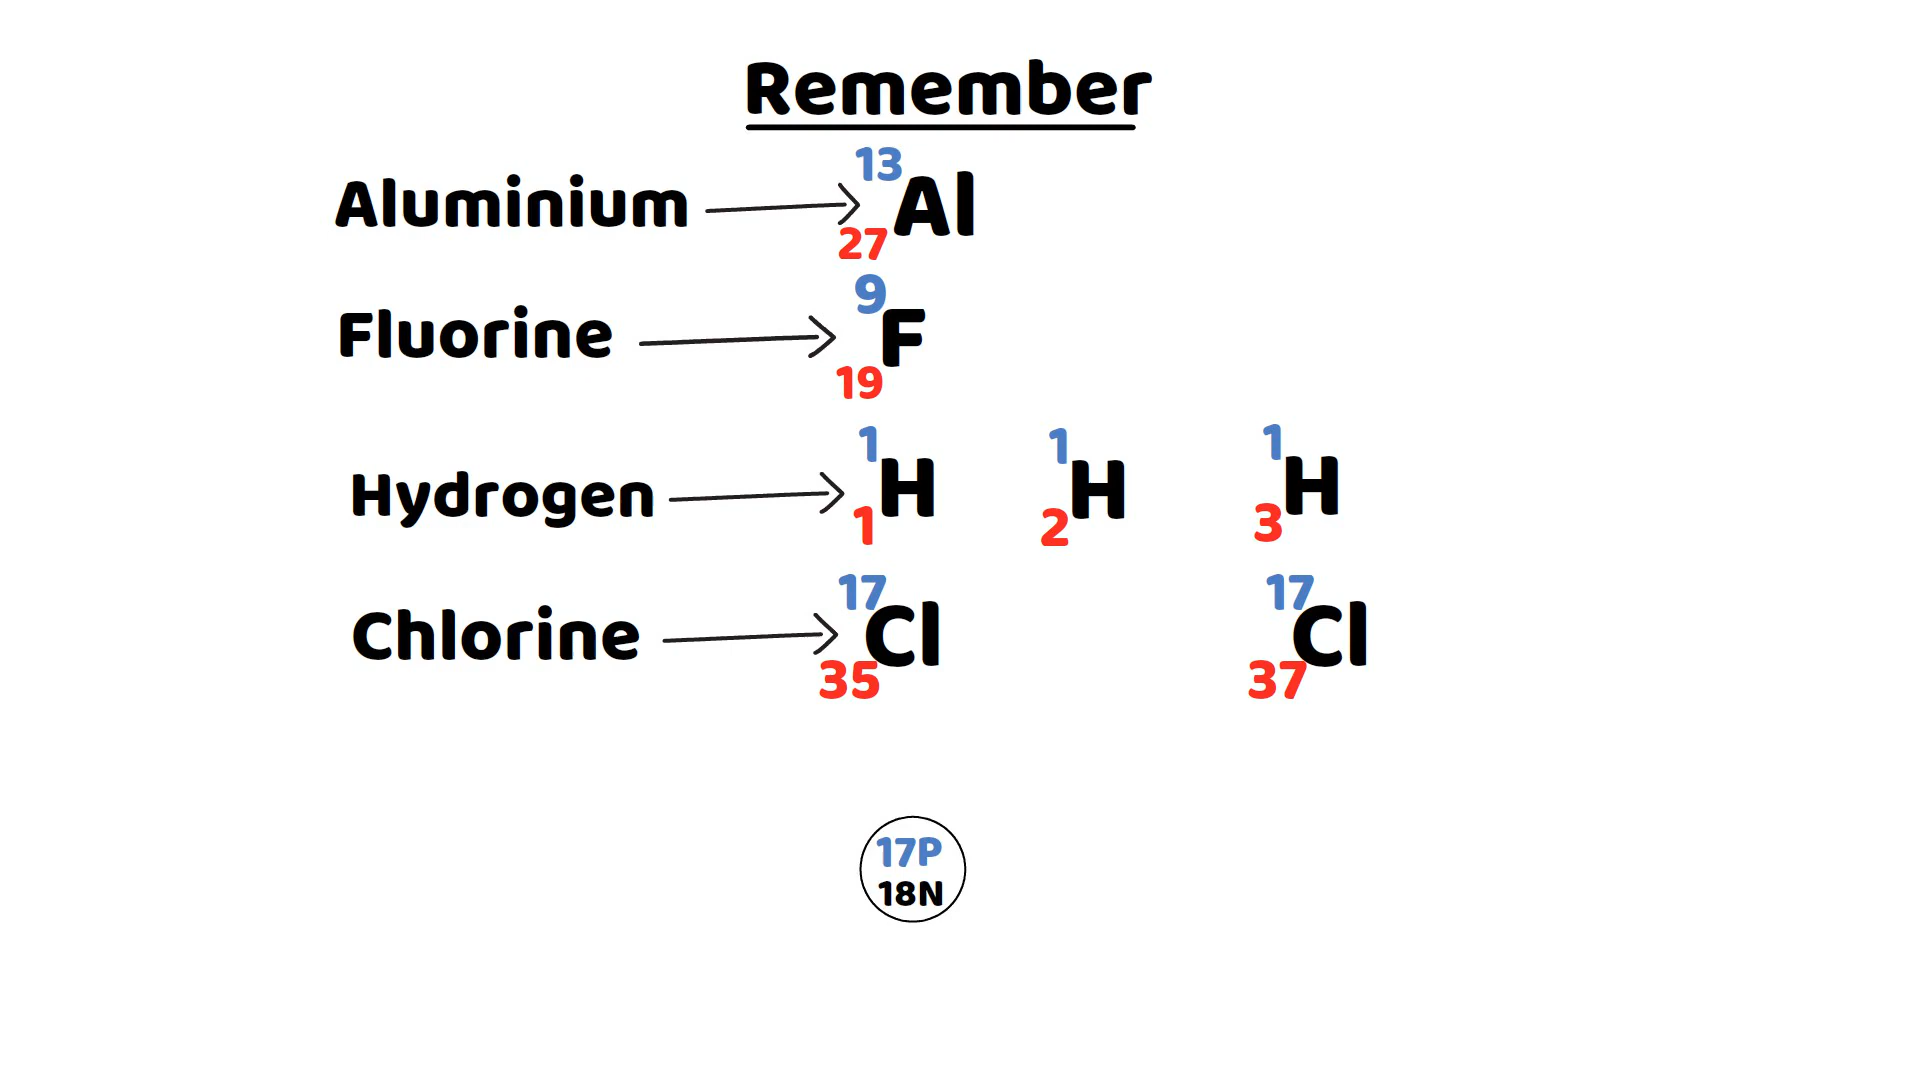 Remember
13
Aluminium Al
27
9
Fluorine F
19
1 1 1
Hydrogen H H H
1 2 3
17 17
Chlorine Cl Cl
35 37
17P
18N